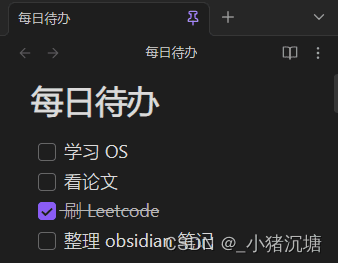 每日待办
每日待办
每日待办
学习 OS
看论文
刷 Leetcode
整理 obsidian 笔记
CSDN @_小猪沉塘